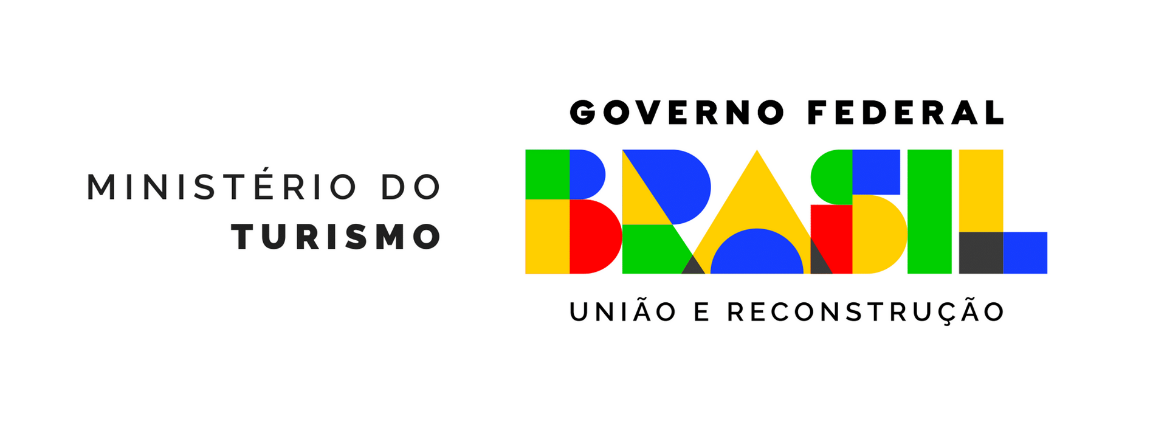 MINISTÉRIO DO
TURISMO
GOVERNO FEDERAL
BRASIL
UNIÃO E RECONSTRUÇÃO